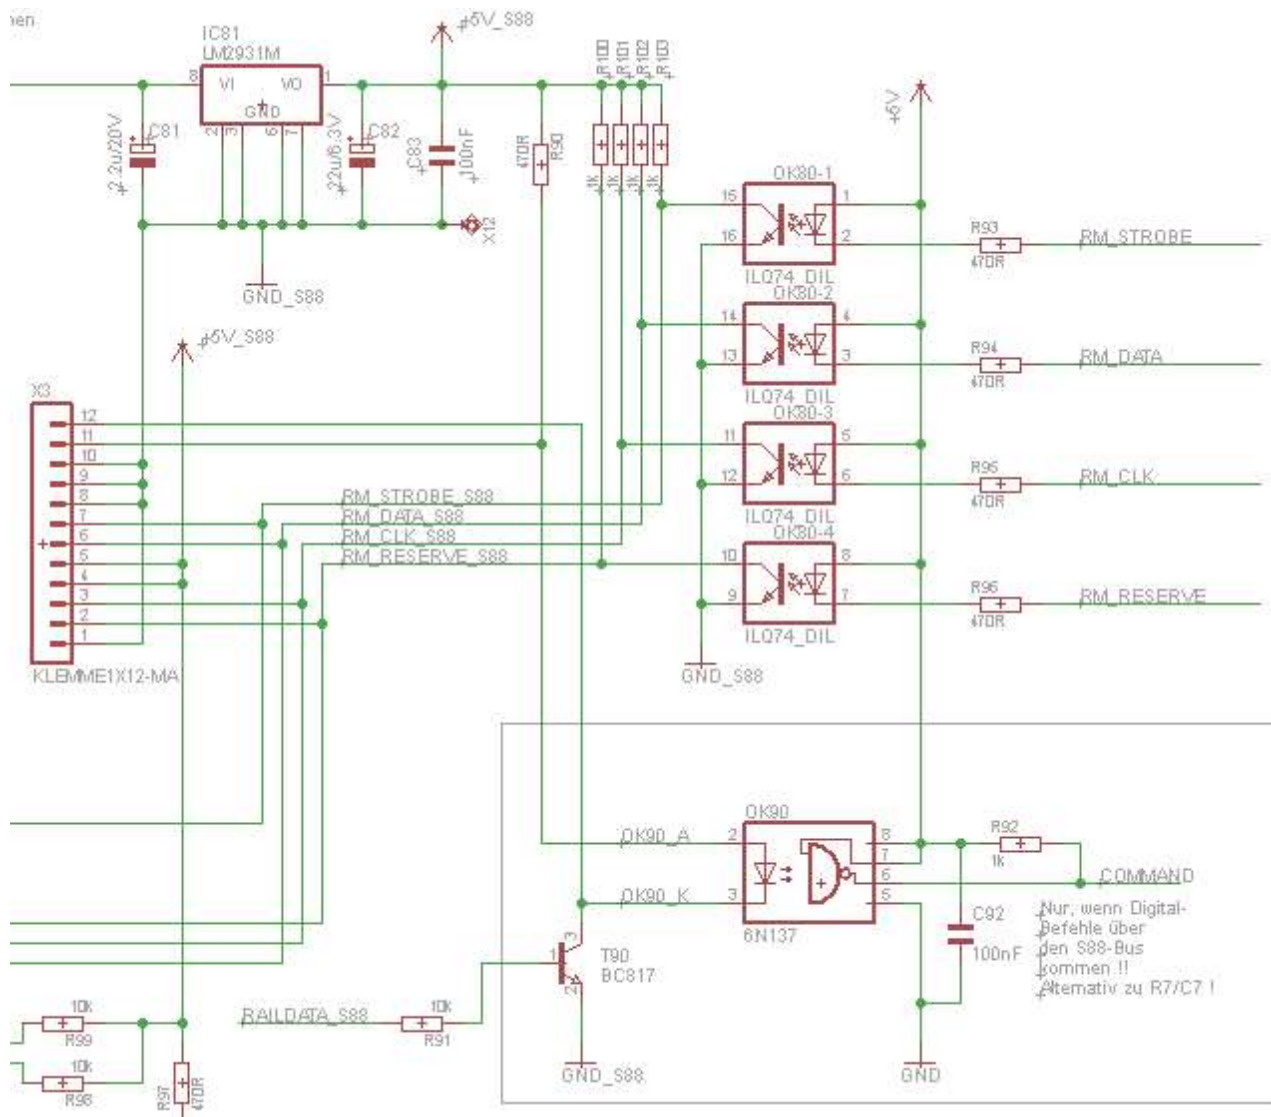 nen
+5V_S88
IC81
LM2931M
8
VI
VO
1
GND
2
3
6
7
C81
2.2u/20V
C82
22u/6.3V
C83
100nF
470R
R90
R100
R101
R102
R103
1k
1k
1k
1k
X12
GND_S88
+5V
OK80-1
15
16
1
2
ILQ74_DIL
R93
470R
RM_STROBE
OK80-2
14
13
4
3
ILQ74_DIL
R94
470R
RM_DATA
OK80-3
11
12
5
6
ILQ74_DIL
R95
470R
RM_CLK
OK80-4
10
9
8
7
ILQ74_DIL
R96
470R
RM_RESERVE
GND_S88
+5V_S88
X3
12
11
10
9
8
7
6
5
4
3
2
1
KLEMME1X12-MA
RM_STROBE_S88
RM_DATA_S88
RM_CLK_S88
RM_RESERVE_S88
OK90
OK90_A
2
OK90_K
3
8
7
6
5
6N137
R92
1k
COMMAND
C92
100nF
Nur, wenn Digital-
Befehle über
den S88-Bus
kommen !!
Alternativ zu R7/C7 !
3
1
2
T90
BC817
RAILDATA_S88
10k
R91
GND_S88
GND
10k
R99
10k
R98
R97
470R